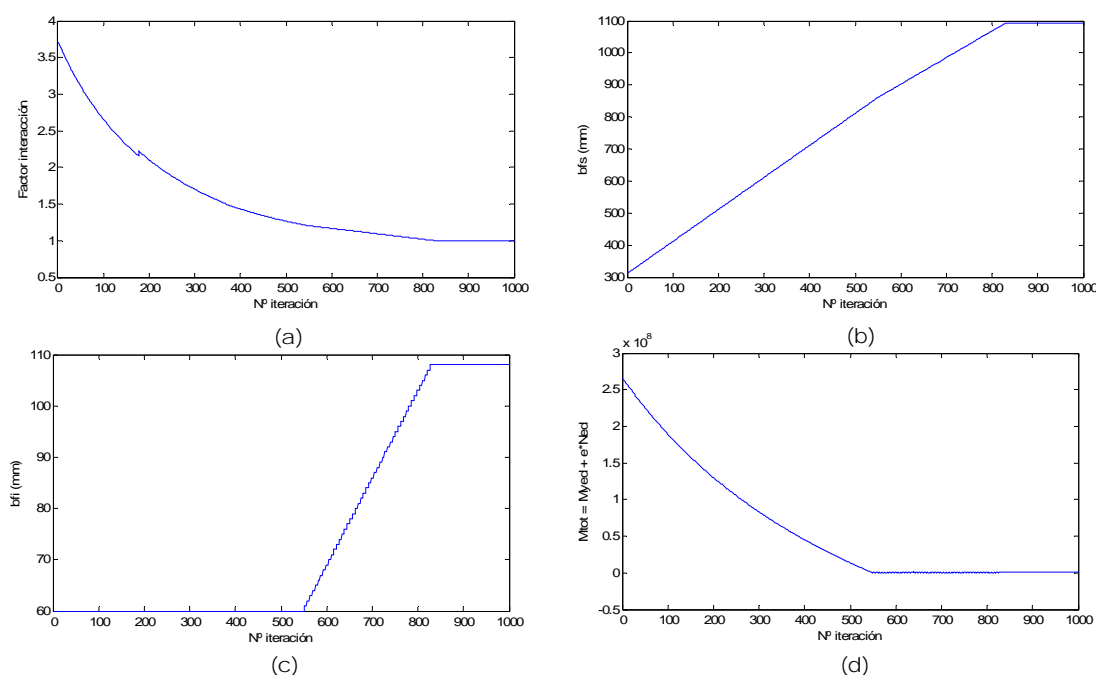 4
3.5
3
2.5
2
1.5
1
0.5
Factor interacción
0 100 200 300 400 500 600 700 800 900 1000
Nº iteración
(a)
1100
1000
900
800
700
600
500
400
300
bfs (mm)
0 100 200 300 400 500 600 700 800 900 1000
Nº iteración
(b)
110
100
90
80
70
60
bfi (mm)
0 100 200 300 400 500 600 700 800 900 1000
Nº iteración
(c)
x 10⁸
3
2.5
2
1.5
1
0.5
0
-0.5
Mtot = Myed + e*Ned
0 100 200 300 400 500 600 700 800 900 1000
Nº iteración
(d)